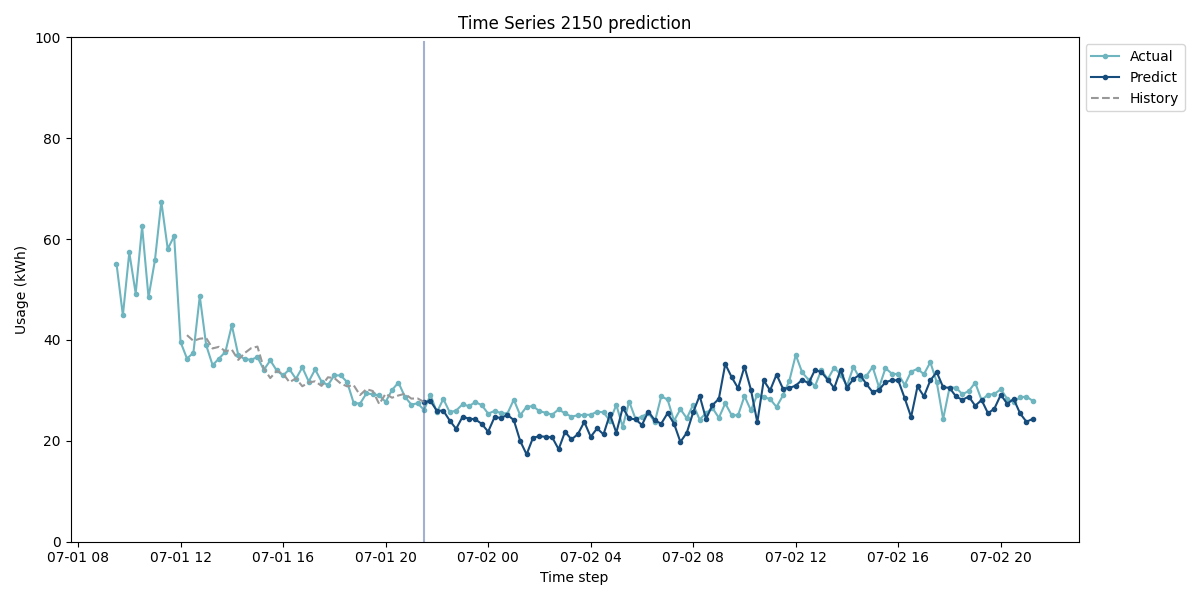 Time Series 2150 prediction
100
80
60
40
20
0
Usage (kWh)
07-01 08 07-01 12 07-01 16 07-01 20 07-02 00 07-02 04 07-02 08 07-02 12 07-02 16 07-02 20
Time step
Actual
Predict
History